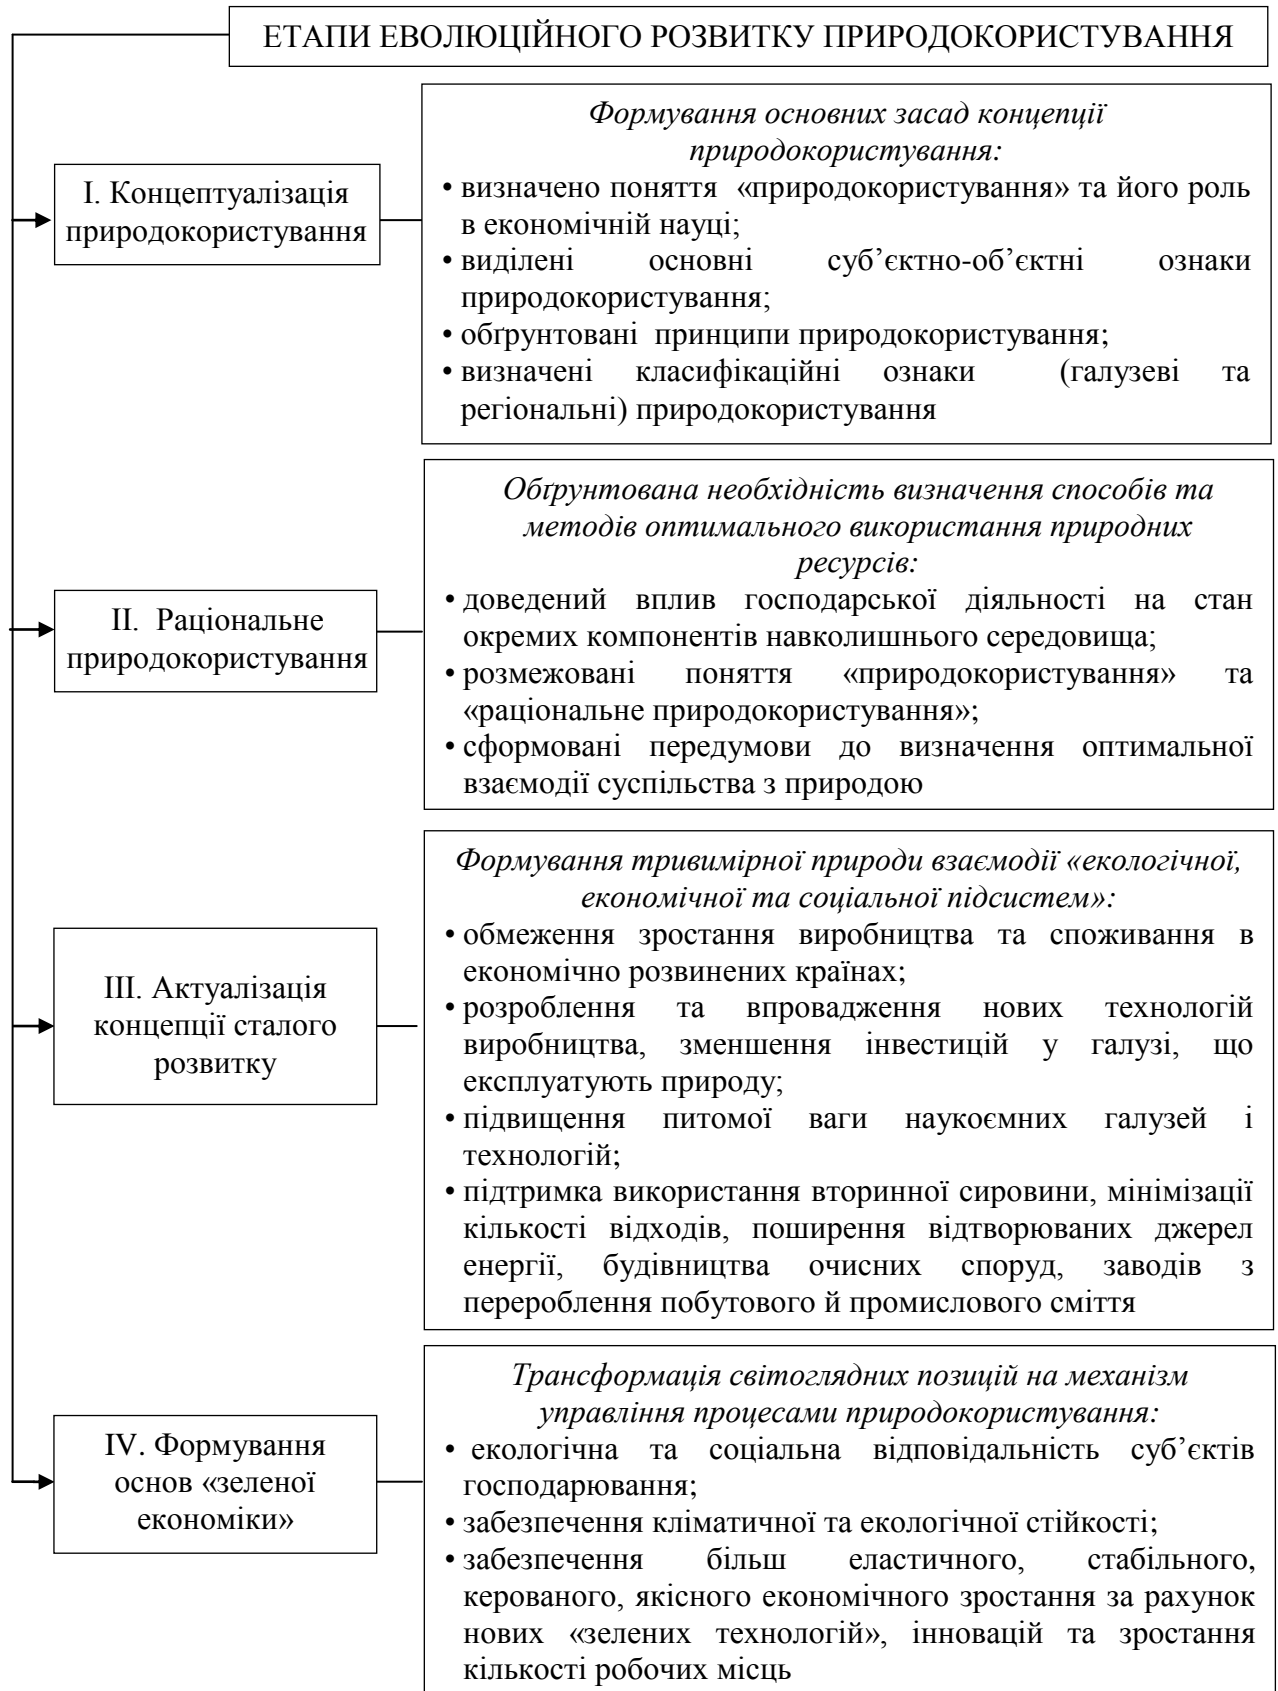 ЕТАПИ ЕВОЛЮЦІЙНОГО РОЗВИТКУ ПРИРОДОКОРИСТУВАННЯ
І. Концептуалізація
природокористування
Формування основних засад концепції
природокористування:
• визначено поняття «природокористування» та його роль
в економічній науці;
• виділені основні суб’єктно-об’єктні ознаки
природокористування;
• обґрунтовані принципи природокористування;
• визначені класифікаційні ознаки (галузеві та
регіональні) природокористування
ІІ. Раціональне
природокористування
Обґрунтована необхідність визначення способів та
методів оптимального використання природних
ресурсів:
• доведений вплив господарської діяльності на стан
окремих компонентів навколишнього середовища;
• розмежовані поняття «природокористування» та
«раціональне природокористування»;
• сформовані передумови до визначення оптимальної
взаємодії суспільства з природою
ІІІ. Актуалізація
концепції сталого
розвитку
Формування тривимірної природи взаємодії «екологічної,
економічної та соціальної підсистем»:
• обмеження зростання виробництва та споживання в
економічно розвинених країнах;
• розроблення та впровадження нових технологій
виробництва, зменшення інвестицій у галузі, що
експлуатують природу;
• підвищення питомої ваги наукоємних галузей і
технологій;
• підтримка використання вторинної сировини, мінімізації
кількості відходів, поширення відтворюваних джерел
енергії, будівництва очисних споруд, заводів з
перероблення побутового й промислового сміття
IV. Формування
основ «зеленої
економіки»
Трансформація світоглядних позицій на механізм
управління процесами природокористування:
• екологічна та соціальна відповідальність суб’єктів
господарювання;
• забезпечення кліматичної та екологічної стійкості;
• забезпечення більш еластичного, стабільного,
керованого, якісного економічного зростання за рахунок
нових «зелених технологій», інновацій та зростання
кількості робочих місць